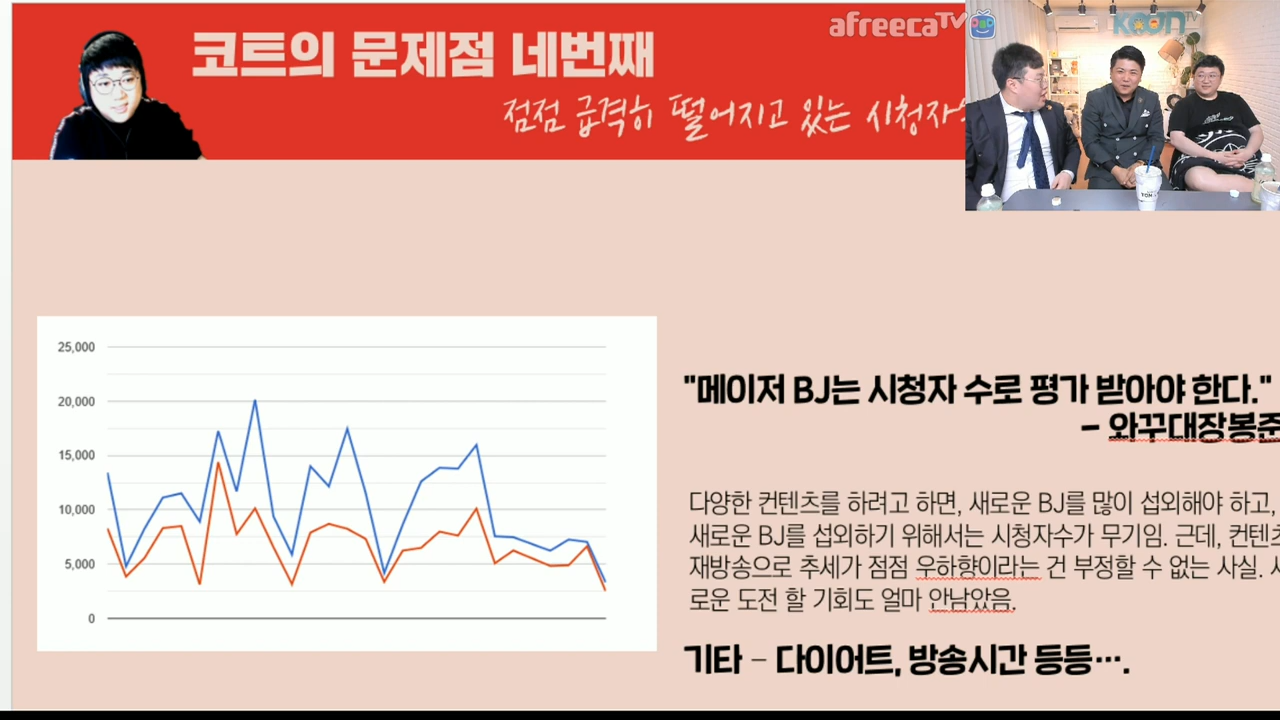 코트의 문제점 네번째
점점 급격히 떨어지고 있는 시청자
afreecaTV
25,000
20,000
15,000
10,000
5,000
0
"메이저 BJ는 시청자 수로 평가 받아야 한다."
- 와꾸대장봉준
다양한 컨텐츠를 하려고 하면, 새로운 BJ를 많이 섭외해야 하고,
새로운 BJ를 섭외하기 위해서는 시청자수가 무기임. 근데, 컨텐츠
재방송으로 추세가 점점 우하향이라는 건 부정할 수 없는 사실.
로운 도전 할 기회도 얼마 안남았음.
기타 – 다이어트, 방송시간 등등….